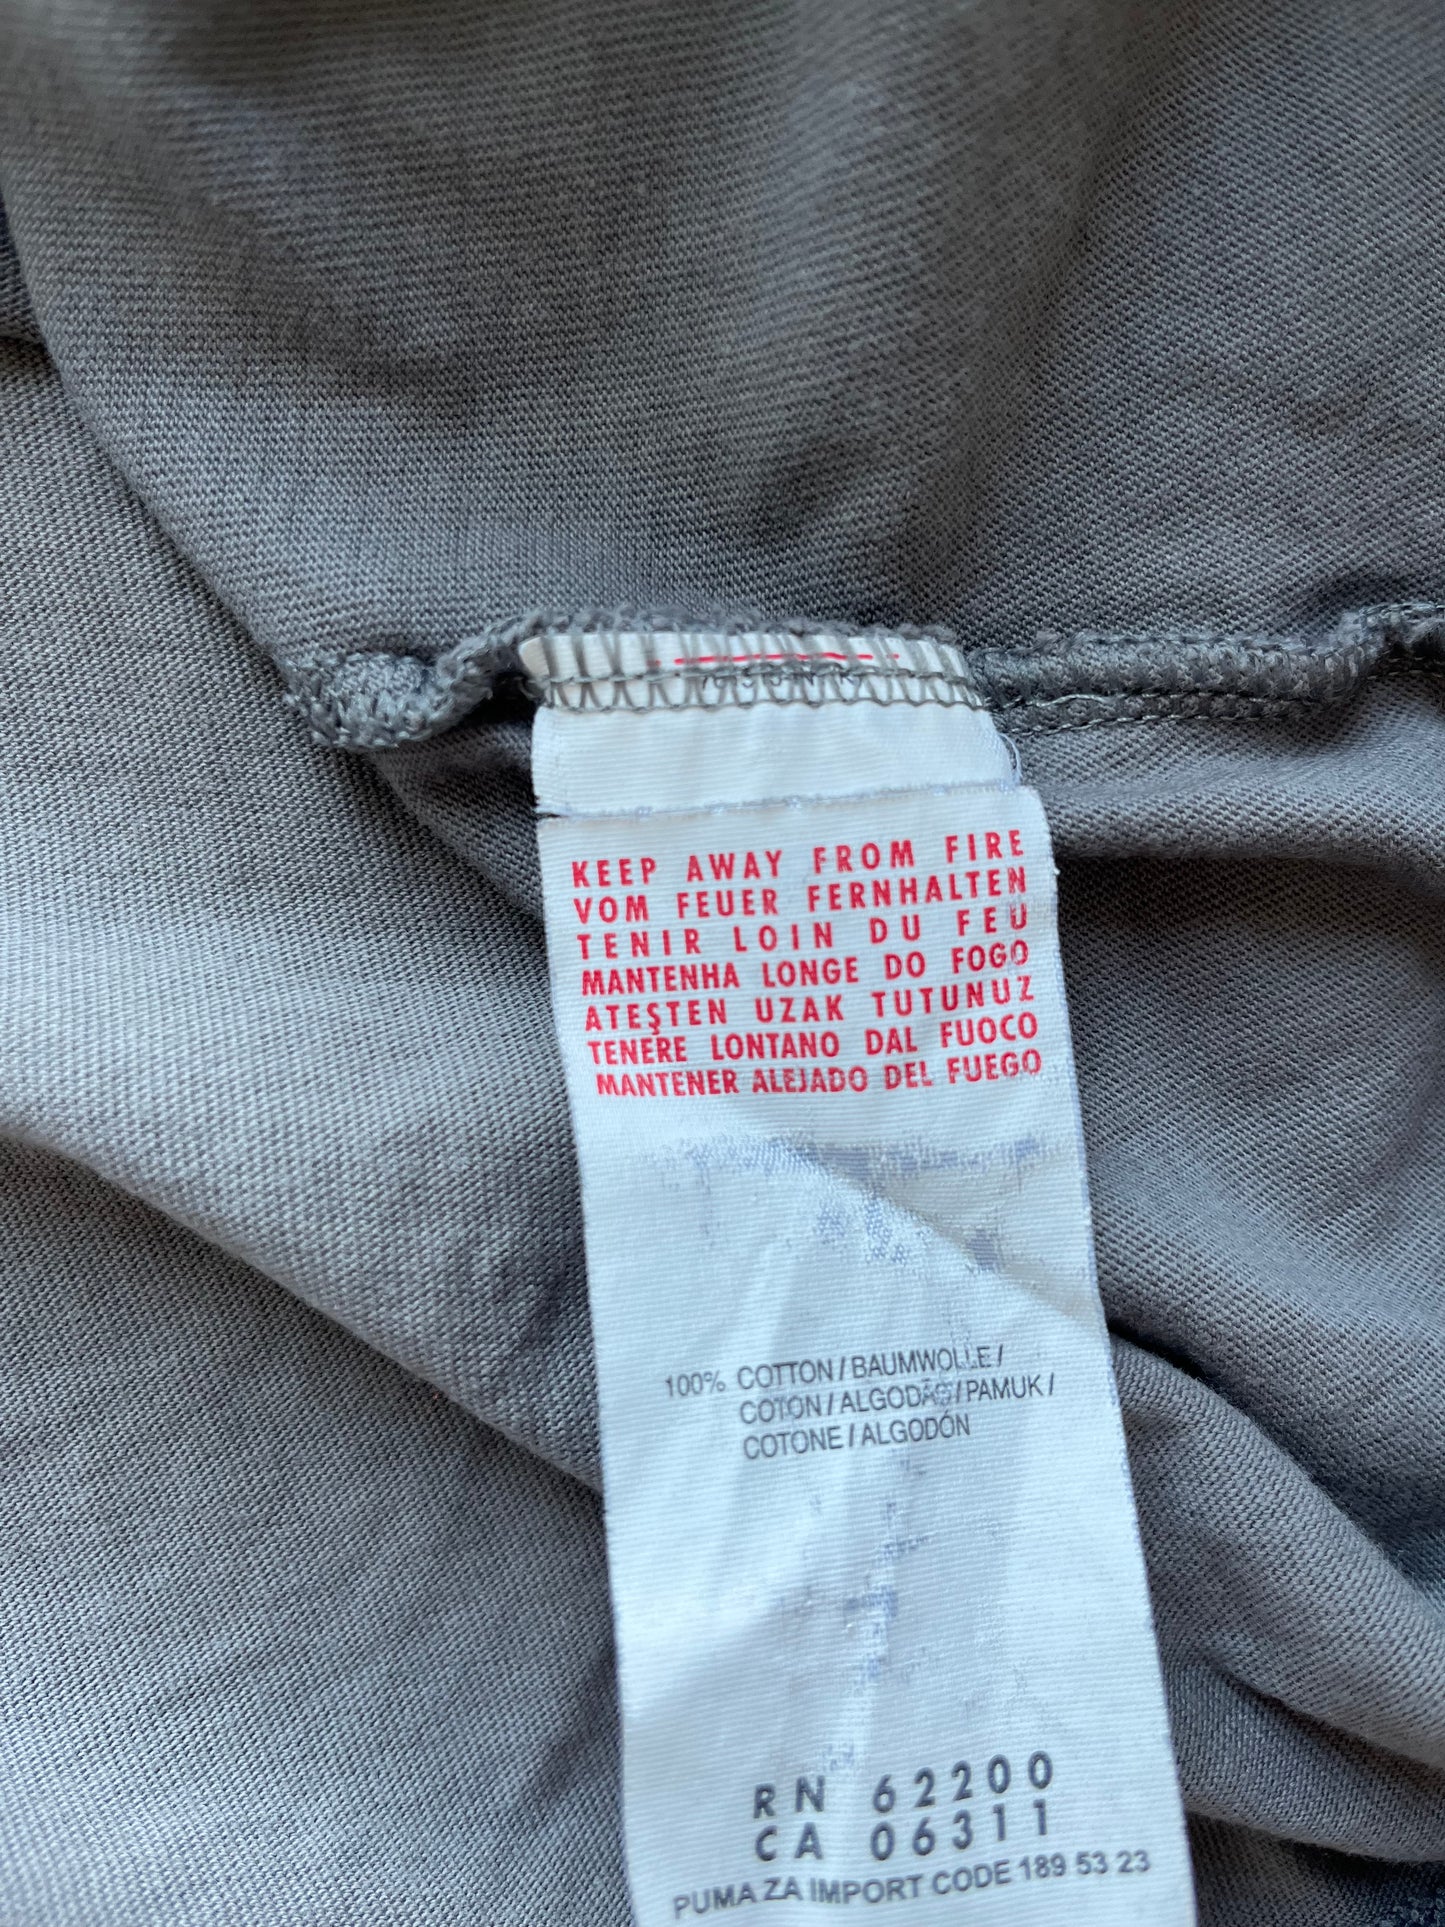 KEEP AWAY FROM FIRE
VOM FEUER FERNHALTEN
TENIR LOIN DU FEU
MANTENHA LONGE DO FOGO
ATEŞTEN UZAK TUTUNUZ
TENERE LONTANO DAL FUOCO
MANTENER ALEJADO DEL FUEGO
100% COTTON/BAUMWOLLE/
COTON/ALGODÃO/PAMUK/
COTONE/ALGODÓN
RN 62200
CA 06311
PUMA ZA IMPORT CODE 189 53 23